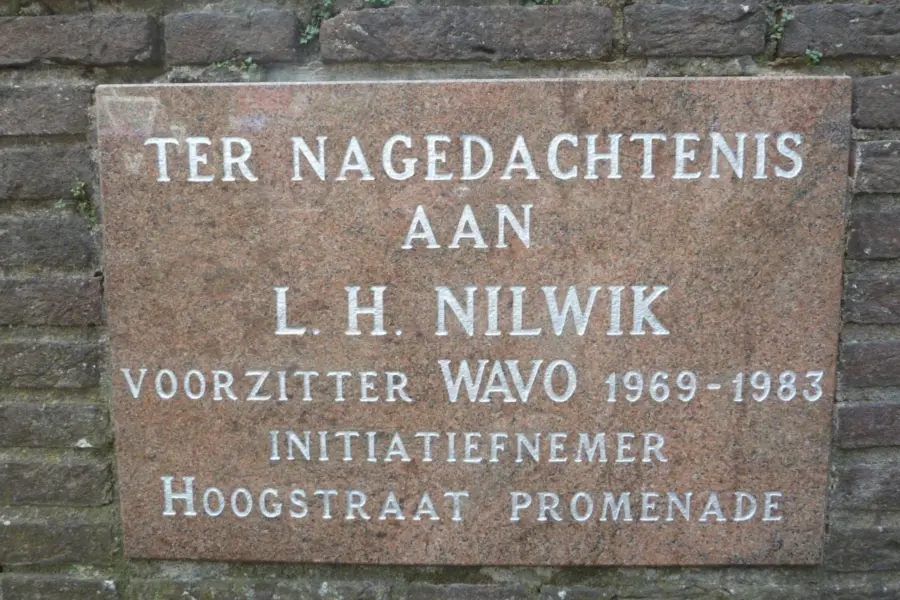 TER NAGEDACHTENIS
AAN
L. H. NILWIK
VOORZITTER WAVO 1969-1983
INITIATIEFNEMER
HOOGSTRAAT PROMENADE